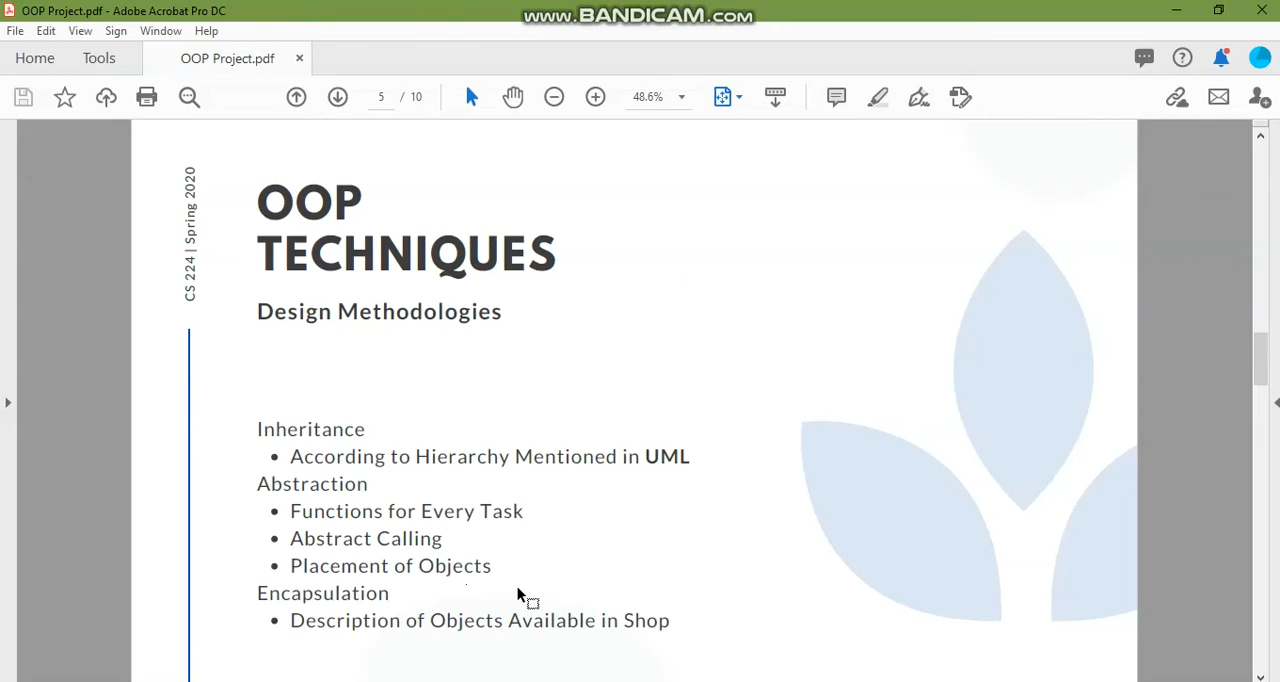 OOP Project.pdf - Adobe Acrobat Pro DC
www.BANDICAM.com
File Edit View Sign Window Help
Home Tools OOP Project.pdf
5 / 10 48.6%
CS 224 | Spring 2020
OOP
TECHNIQUES
Design Methodologies
Inheritance
• According to Hierarchy Mentioned in UML
Abstraction
• Functions for Every Task
• Abstract Calling
• Placement of Objects
Encapsulation
• Description of Objects Available in Shop